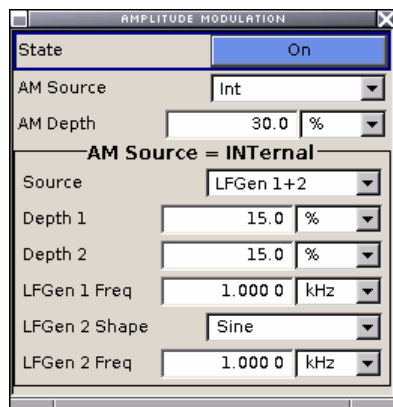 AMPLITUDE MODULATION
State On
AM Source Int
AM Depth 30.0 %
AM Source = INTernal
Source LFGen 1+2
Depth 1 15.0 %
Depth 2 15.0 %
LFGen 1 Freq 1.000 0 kHz
LFGen 2 Shape Sine
LFGen 2 Freq 1.000 0 kHz